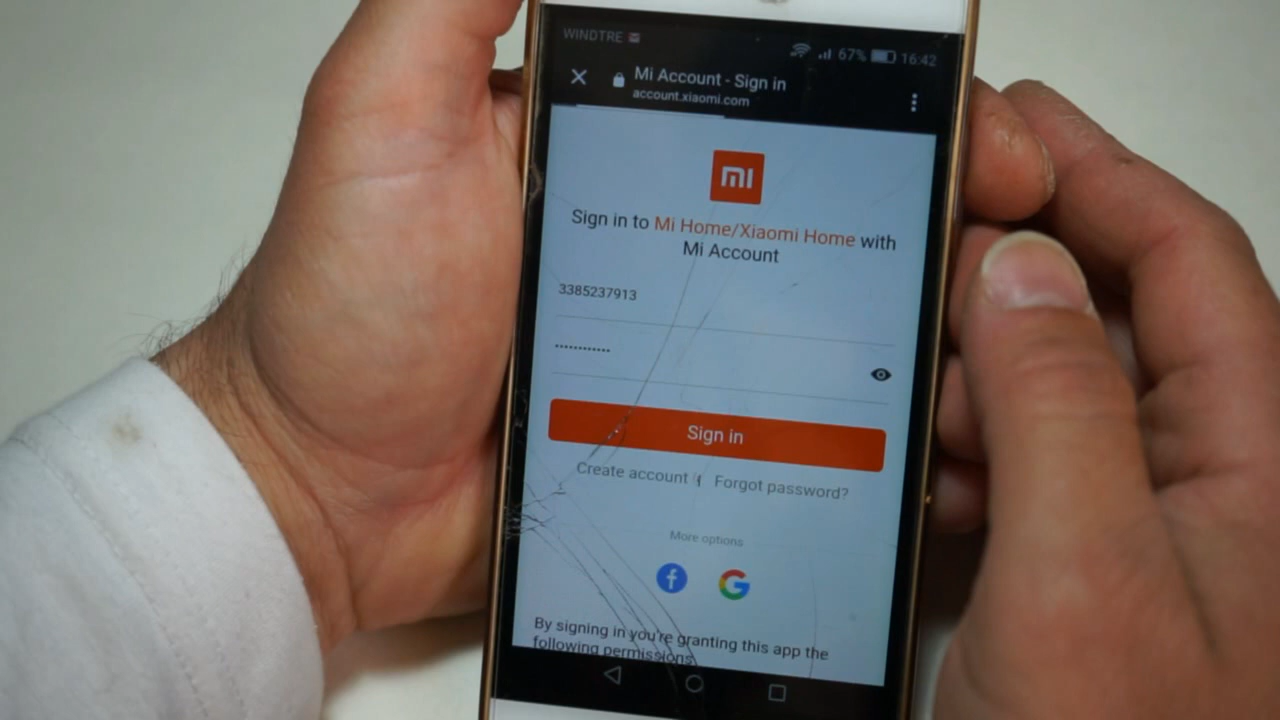 WINDTRE
67% 16:42
Mi Account - Sign in
account.xiaomi.com
mi
Sign in to Mi Home/Xiaomi Home with
Mi Account
3385237913
••••••••••••
Sign in
Create account Forgot password?
More options
f G
By signing in you're granting this app the
following permissions